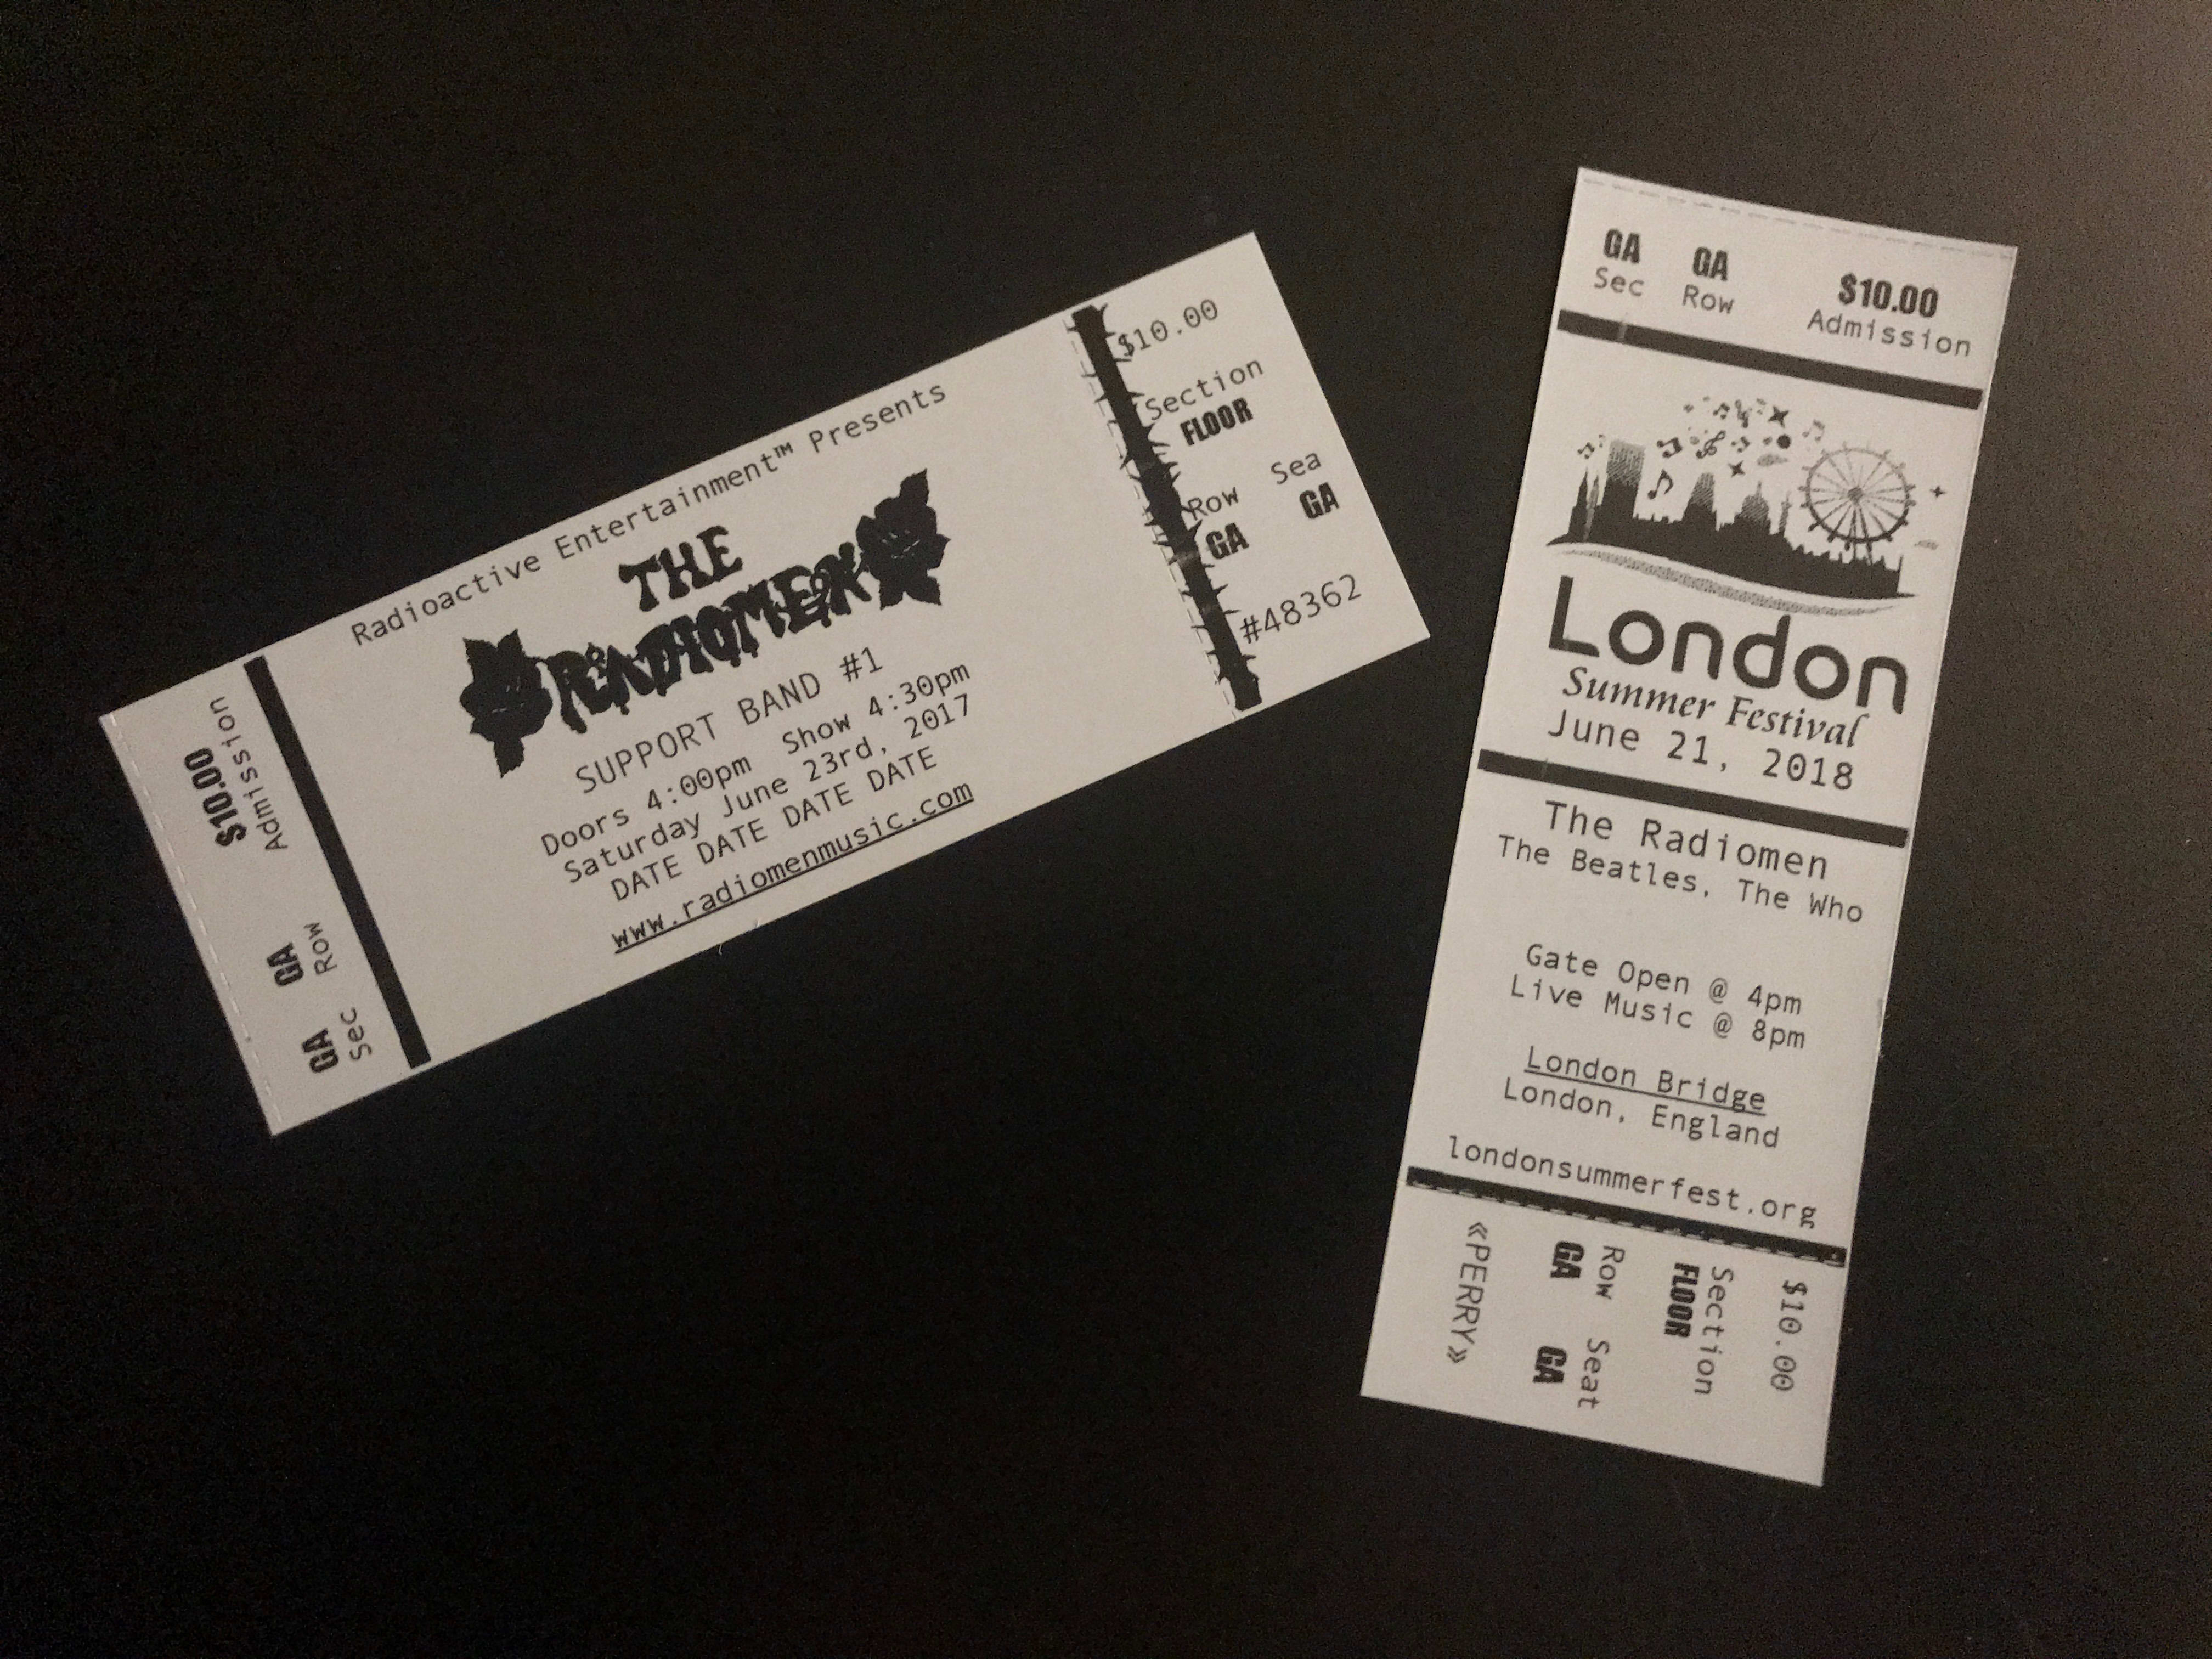 $10.00
Admission
GA
Row
GA
Sec
Radioactive Entertainment™ Presents
THE
RADIOMEN
SUPPORT BAND #1
Doors 4:00pm Show 4:30pm
Saturday June 23rd, 2017
DATE DATE DATE DATE
www.radiomenmusic.com
$10.00
Section
FLOOR
Row Sea
GA GA
#48362
GA GA $10.00
Sec Row Admission
London
Summer Festival
June 21, 2018
The Radiomen
The Beatles, The Who
Gate Open @ 4pm
Live Music @ 8pm
London Bridge
London, England
londonsummerfest.org
$10.00
Section
FLOOR
Row Seat
GA GA
«PERRY»